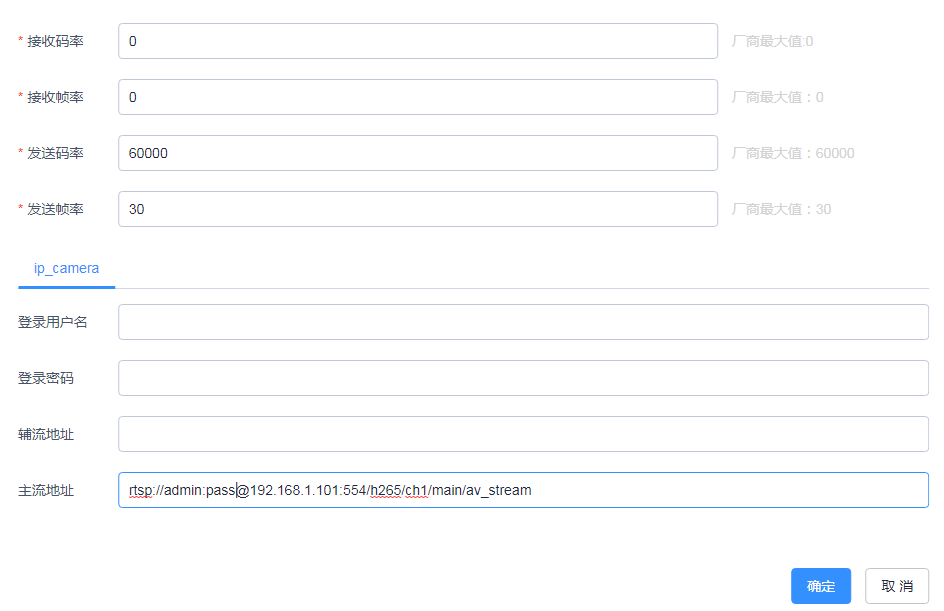 * 接收码率 0 厂商最大值:0
* 接收帧率 0 厂商最大值：0
* 发送码率 60000 厂商最大值：60000
* 发送帧率 30 厂商最大值：30
ip_camera
登录用户名
登录密码
辅流地址
主流地址 rtsp://admin:pass@192.168.1.101:554/h265/ch1/main/av_stream
确定 取 消